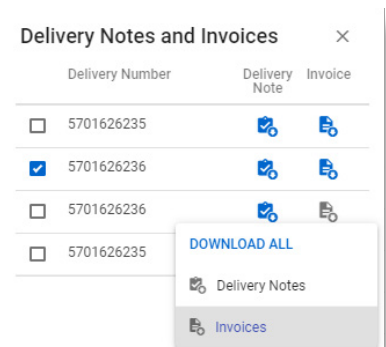 Delivery Notes and Invoices
Delivery Number Delivery Note Invoice
5701626235
5701626236
5701626236
5701626235
DOWNLOAD ALL
Delivery Notes
Invoices